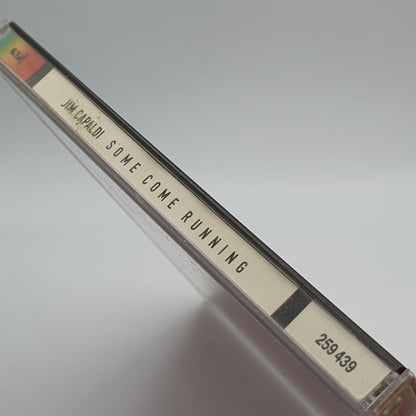 JIM CAPALDI SOME COME RUNNING
259 439